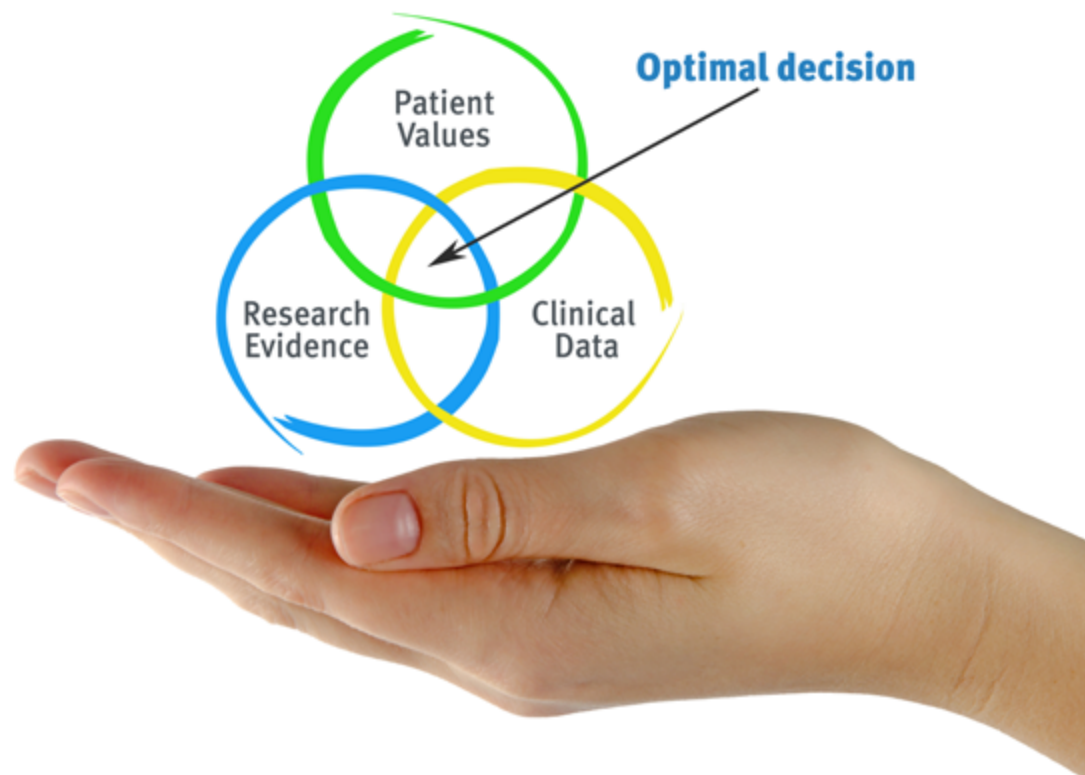 Optimal decision
Patient
Values
Research
Evidence
Clinical
Data